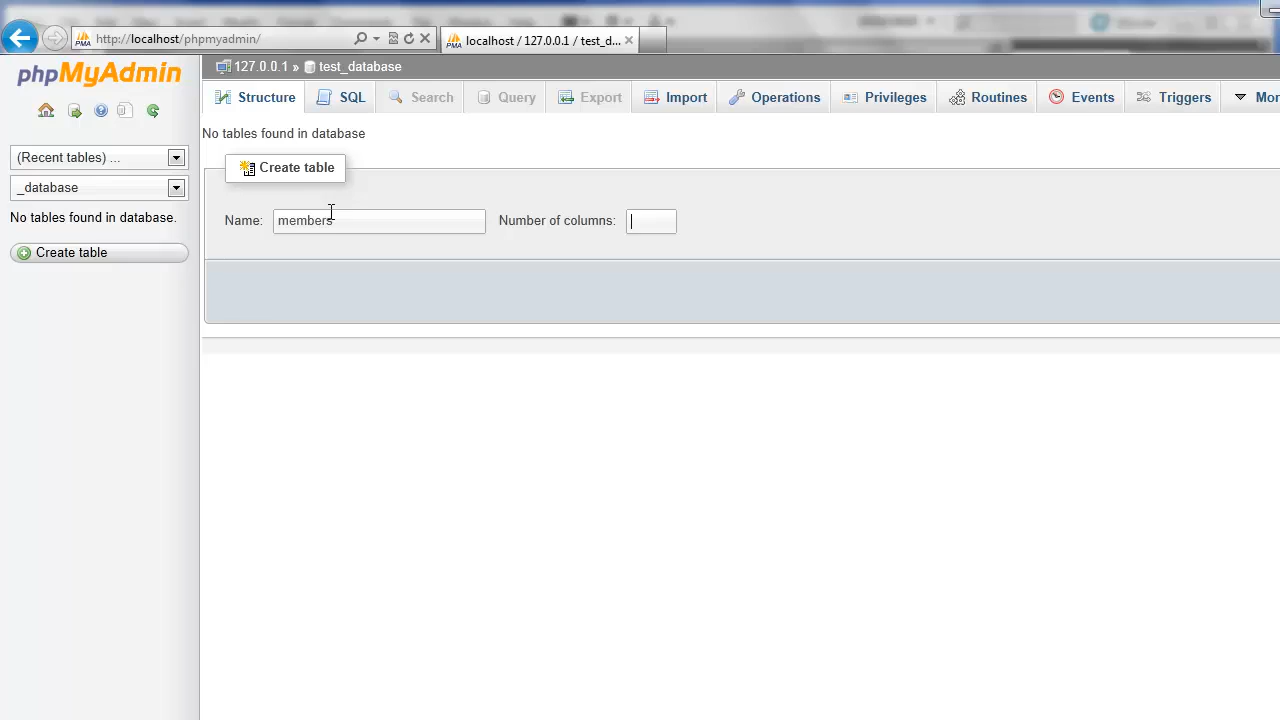 http://localhost/phpmyadmin/
localhost / 127.0.0.1 / test_d...
phpMyAdmin
127.0.0.1 » test_database
Structure SQL Search Query Export Import Operations Privileges Routines Events Triggers Mor
(Recent tables) ...
_database
No tables found in database.
Create table
No tables found in database
Create table
Name: members Number of columns: